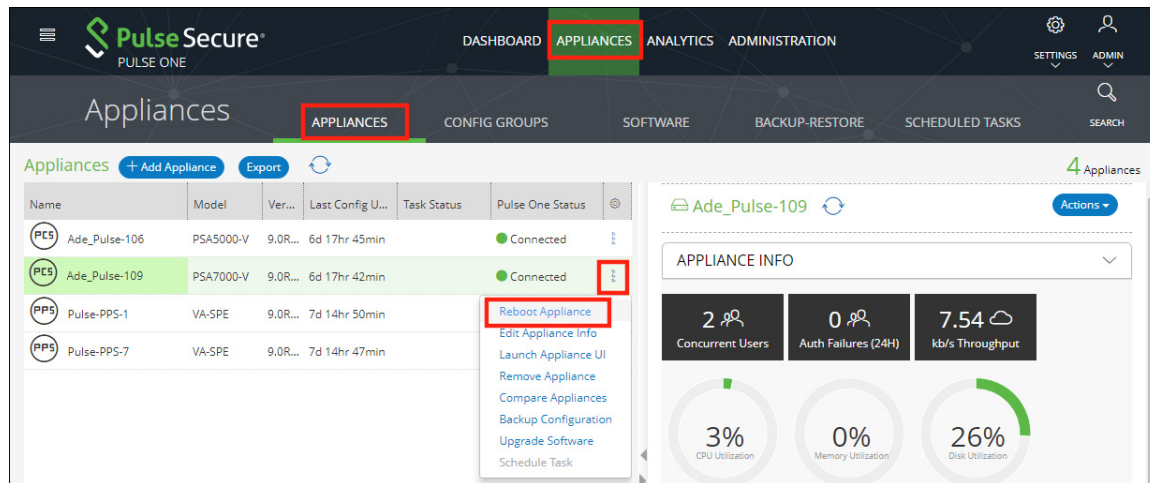 Pulse Secure®
PULSE ONE
DASHBOARD APPLIANCES ANALYTICS ADMINISTRATION
SETTINGS ADMIN
Appliances
APPLIANCES CONFIG GROUPS SOFTWARE BACKUP-RESTORE SCHEDULED TASKS
SEARCH
Appliances + Add Appliance Export
4 Appliances
Name Model Ver... Last Config U... Task Status Pulse One Status
PCS Ade_Pulse-106 PSA5000-V 9.0R... 6d 17hr 45min Connected
PCS Ade_Pulse-109 PSA7000-V 9.0R... 6d 17hr 42min Connected
PPS Pulse-PPS-1 VA-SPE 9.0R... 7d 14hr 50min
PPS Pulse-PPS-7 VA-SPE 9.0R... 7d 14hr 47min
Reboot Appliance
Edit Appliance Info
Launch Appliance UI
Remove Appliance
Compare Appliances
Backup Configuration
Upgrade Software
Schedule Task
Ade_Pulse-109
Actions
APPLIANCE INFO
2
Concurrent Users
0
Auth Failures (24H)
7.54
kb/s Throughput
3%
CPU Utilization
0%
Memory Utilization
26%
Disk Utilization